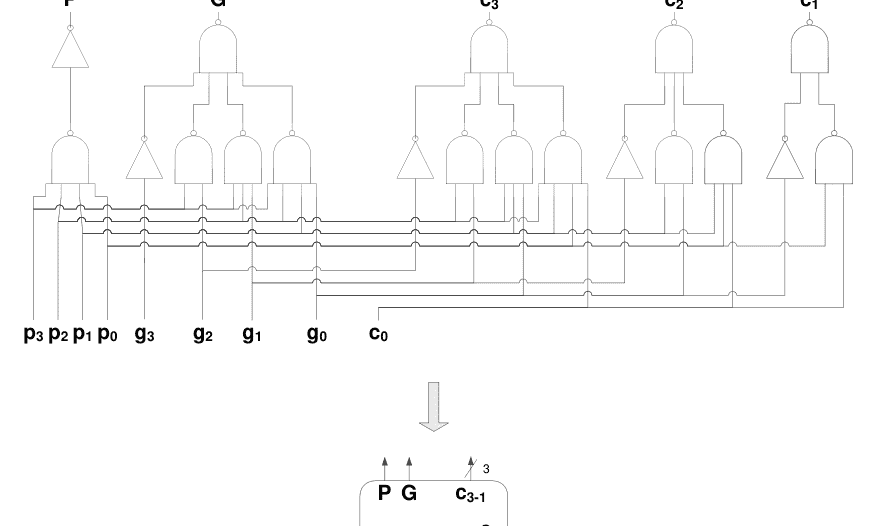 P G c₃ c₂ c₁
p₃ p₂ p₁ p₀ g₃ g₂ g₁ g₀ c₀
3
P G c₃₋₁